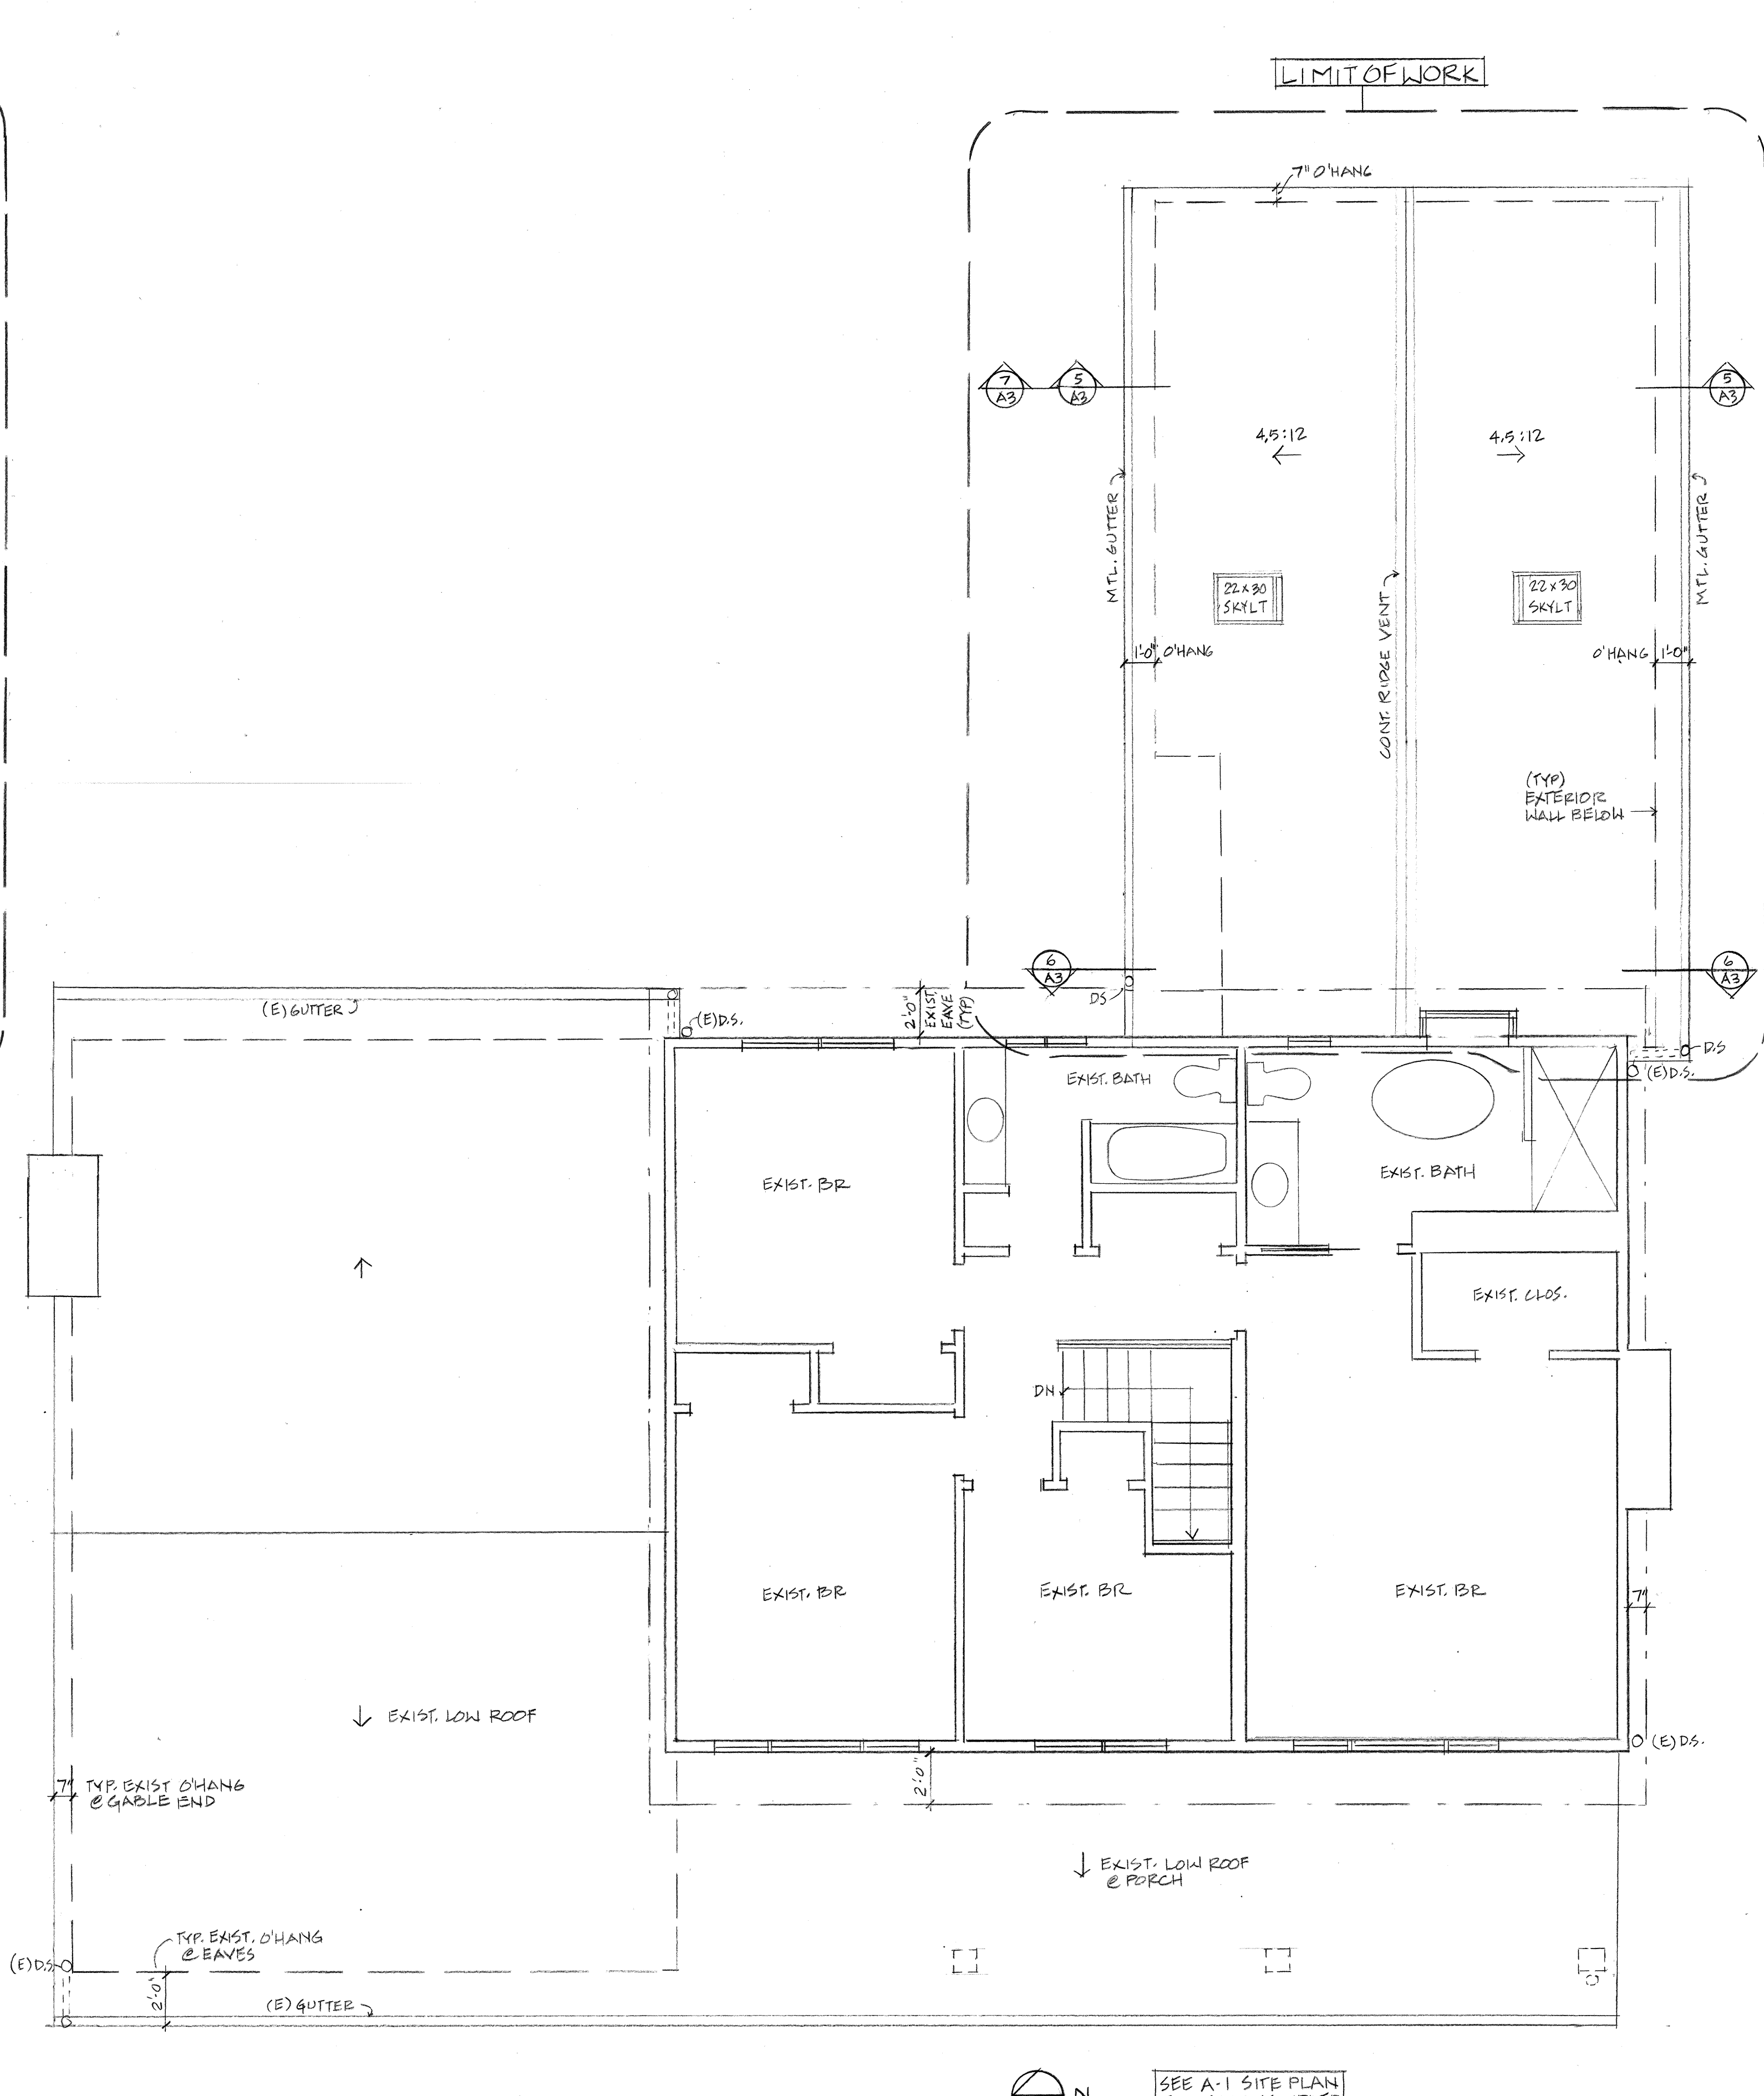 LIMIT OF WORK
7" O'HANG
7
A3
5
A3
5
A3
4.5:12
4.5:12
MTL. GUTTER
MTL. GUTTER
22x30
SKYLT
22x30
SKYLT
CONT. RIDGE VENT
1'-0" O'HANG
O'HANG 1'-0"
(TYP)
EXTERIOR
WALL BELOW
6
A3
6
A3
DS
(E) GUTTER
(E) D.S.
2'-0"
EXIST.
EAVE
(TYP)
D.S
(E) D.S.
EXIST. BATH
EXIST. BR
EXIST. BATH
EXIST. CLOS.
DN
EXIST. BR
EXIST. BR
EXIST. BR
7"
EXIST. LOW ROOF
(E) D.S.
7" TYP. EXIST O'HANG
@ GABLE END
2'-0"
EXIST. LOW ROOF
@ PORCH
TYP. EXIST. O'HANG
@ EAVES
(E) D.S.
2'-0"
(E) GUTTER
N
SEE A-1 SITE PLAN